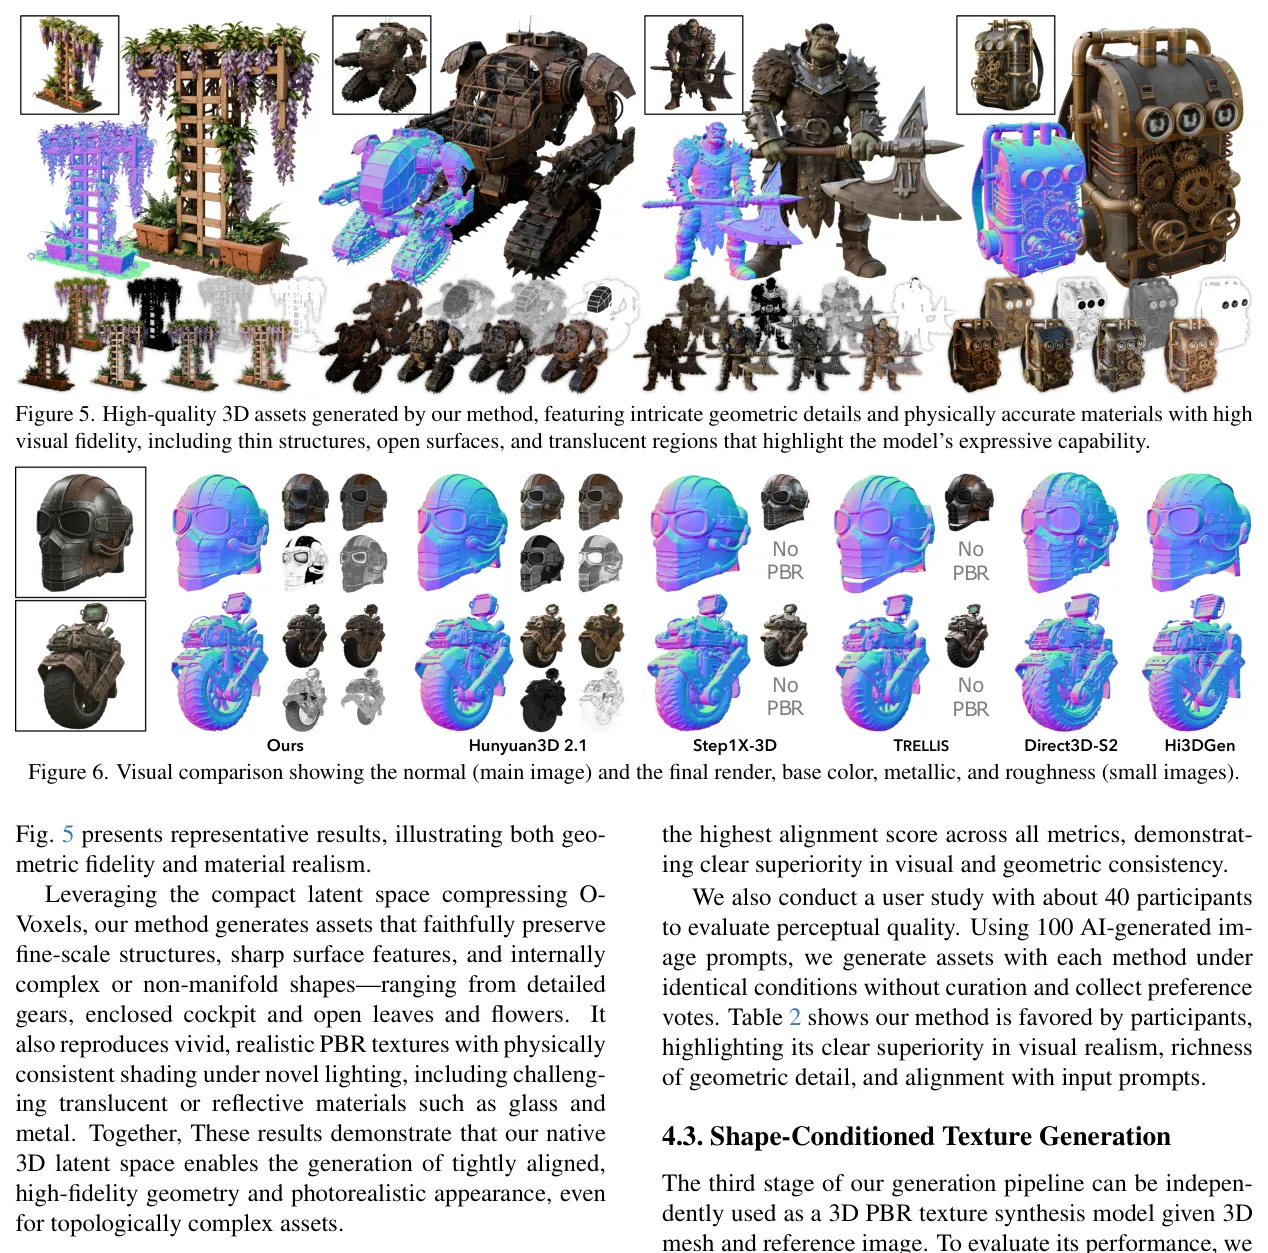 Figure 5. High-quality 3D assets generated by our method, featuring intricate geometric details and physically accurate materials with high
visual fidelity, including thin structures, open surfaces, and translucent regions that highlight the model's expressive capability.
No
PBR
No
PBR
No
PBR
No
PBR
Ours
Hunyuan3D 2.1
Step1X-3D
TRELLIS
Direct3D-S2
Hi3DGen
Figure 6. Visual comparison showing the normal (main image) and the final render, base color, metallic, and roughness (small images).
Fig. 5 presents representative results, illustrating both geo-
metric fidelity and material realism.
Leveraging the compact latent space compressing O-
Voxels, our method generates assets that faithfully preserve
fine-scale structures, sharp surface features, and internally
complex or non-manifold shapes—ranging from detailed
gears, enclosed cockpit and open leaves and flowers. It
also reproduces vivid, realistic PBR textures with physically
consistent shading under novel lighting, including challeng-
ing translucent or reflective materials such as glass and
metal. Together, These results demonstrate that our native
3D latent space enables the generation of tightly aligned,
high-fidelity geometry and photorealistic appearance, even
for topologically complex assets.
the highest alignment score across all metrics, demonstrat-
ing clear superiority in visual and geometric consistency.
We also conduct a user study with about 40 participants
to evaluate perceptual quality. Using 100 AI-generated im-
age prompts, we generate assets with each method under
identical conditions without curation and collect preference
votes. Table 2 shows our method is favored by participants,
highlighting its clear superiority in visual realism, richness
of geometric detail, and alignment with input prompts.
4.3. Shape-Conditioned Texture Generation
The third stage of our generation pipeline can be indepen-
dently used as a 3D PBR texture synthesis model given 3D
mesh and reference image. To evaluate its performance, we